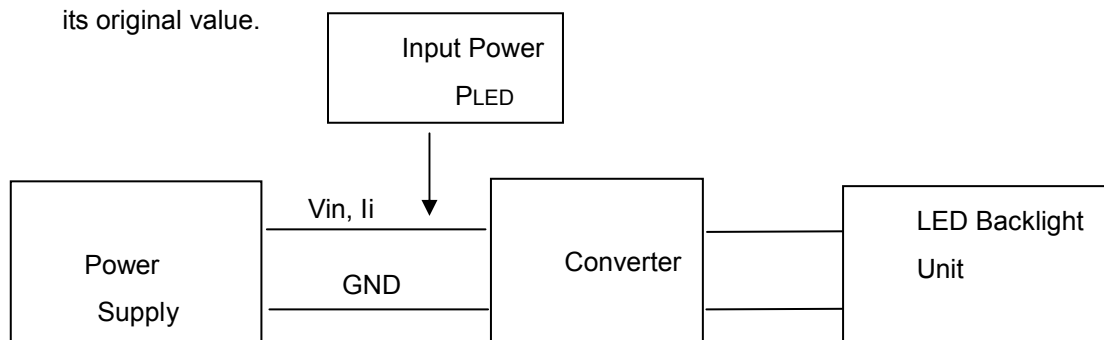 its original value.
Input Power
PLED
Vin, Ii
GND
Power
Supply
Converter
LED Backlight
Unit